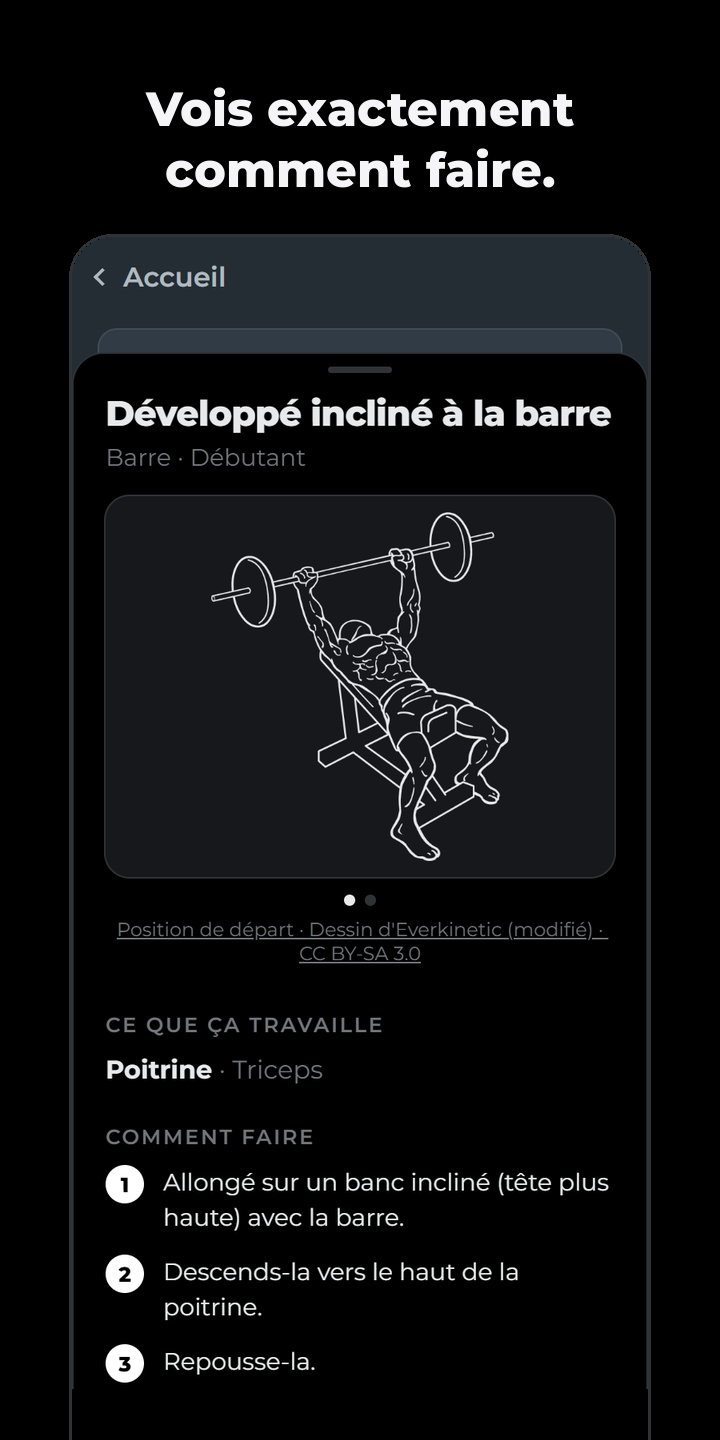 Vois exactement
comment faire.
Accueil
Développé incliné à la barre
Barre · Débutant
Position de départ · Dessin d'Everkinetic (modifié) ·
CC BY-SA 3.0
CE QUE ÇA TRAVAILLE
Poitrine · Triceps
COMMENT FAIRE
1 Allongé sur un banc incliné (tête plus
haute) avec la barre.
2 Descends-la vers le haut de la
poitrine.
3 Repousse-la.